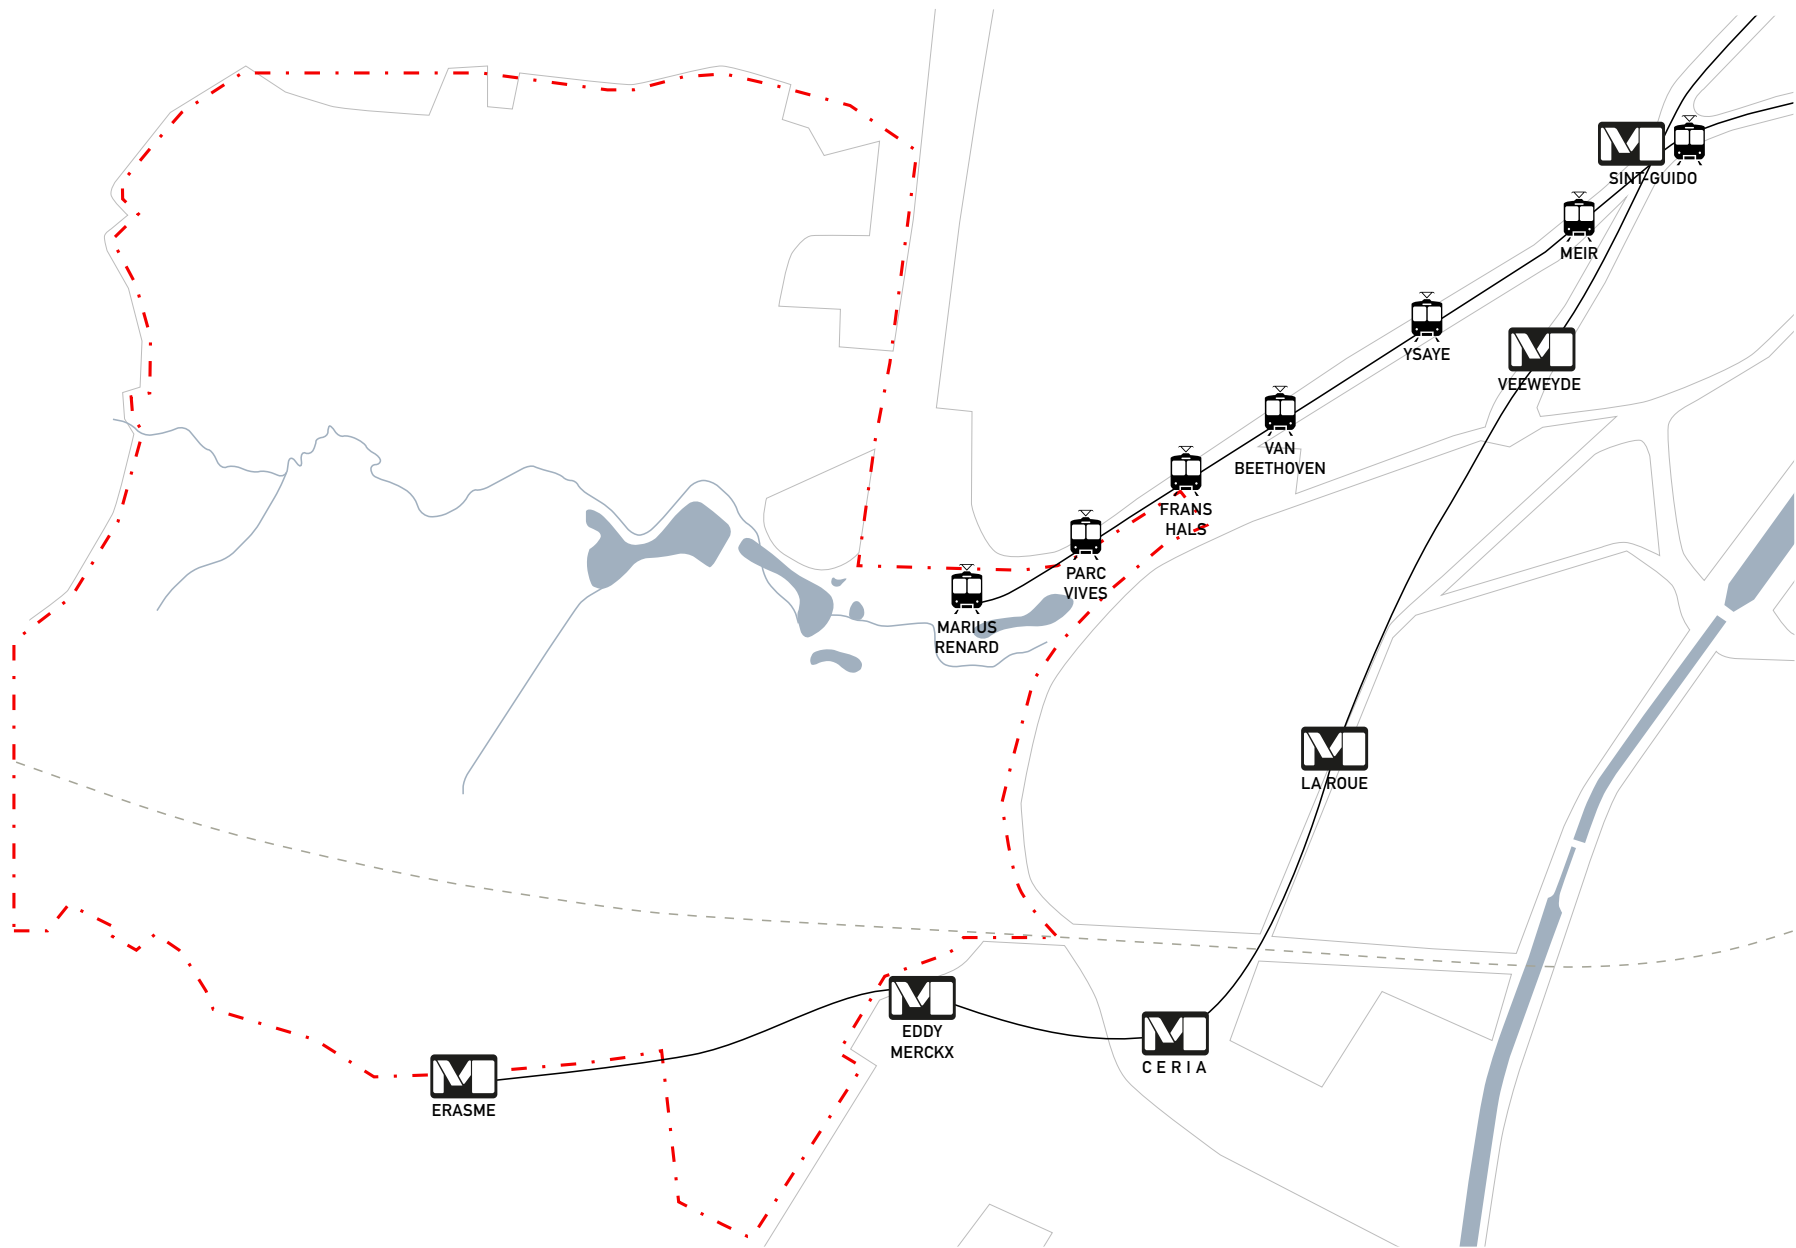 SINT-GUIDO
MEIR
YSAYE
VEEWEYDE
VAN
BEETHOVEN
FRANS
HALS
PARC
VIVES
MARIUS
RENARD
LA ROUE
EDDY
MERCKX
CERIA
ERASME